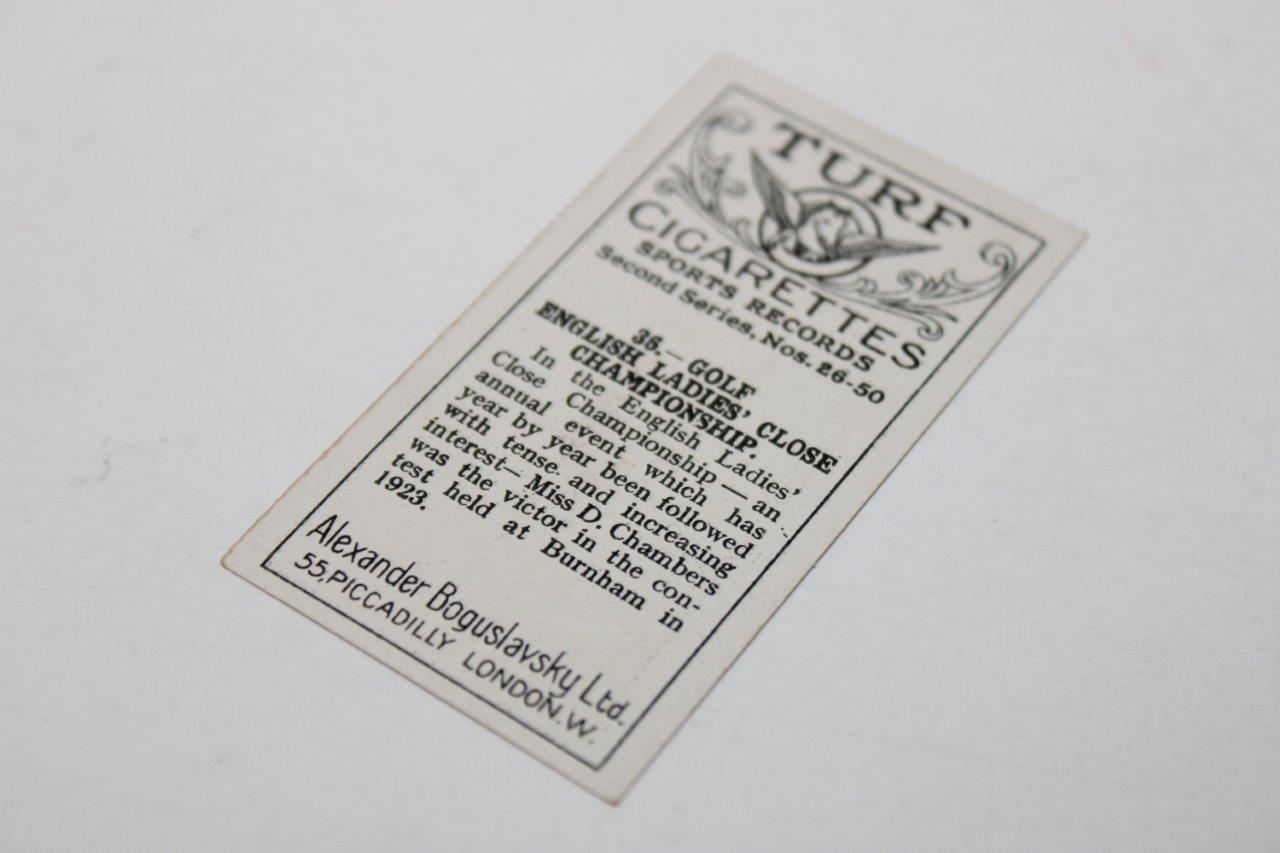 TURF
CIGARETTES
SPORTS RECORDS
Second Series, Nos. 26-50
36.—GOLF
ENGLISH LADIES' CLOSE
CHAMPIONSHIP.
In the English Ladies'
Close Championship—an
annual event which has
year by year been followed
with tense and increasing
interest—Miss D. Chambers
was the victor in the con-
test held at Burnham in
1923.
Alexander Boguslavsky Ltd.
55, PICCADILLY LONDON. W.